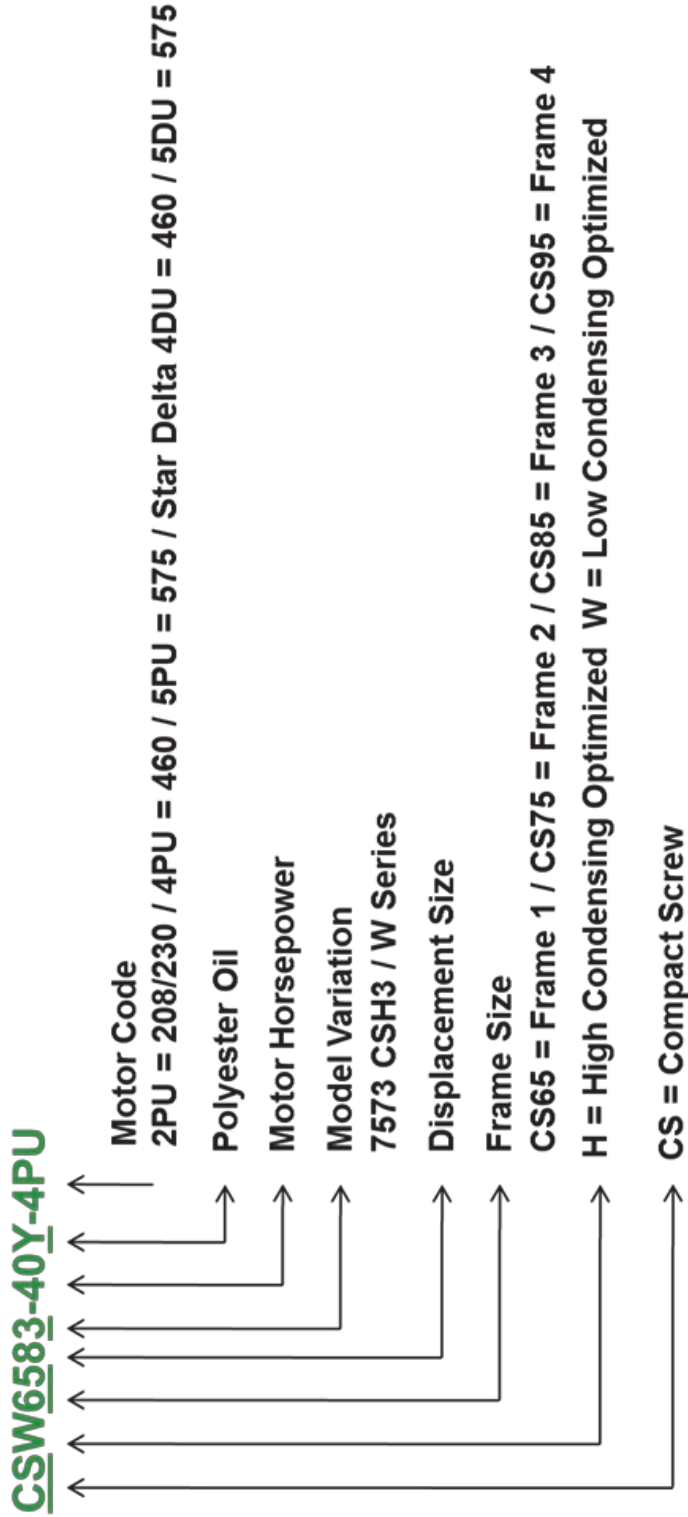 CSW6583-40Y-4PU
Motor Code
2PU = 208/230 / 4PU = 460 / 5PU = 575 / Star Delta 4DU = 460 / 5DU = 575
Polyester Oil
Motor Horsepower
Model Variation
7573 CSH3 / W Series
Displacement Size
Frame Size
CS65 = Frame 1 / CS75 = Frame 2 / CS85 = Frame 3 / CS95 = Frame 4
H = High Condensing Optimized W = Low Condensing Optimized
CS = Compact Screw